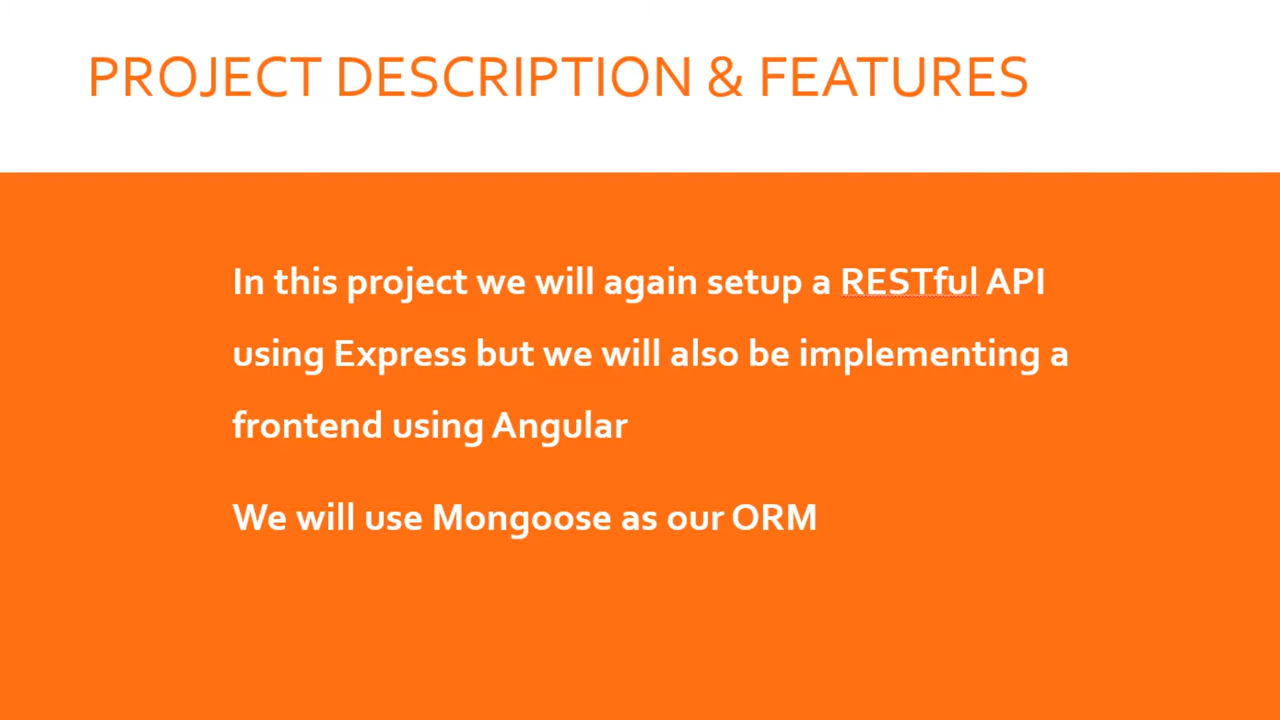 PROJECT DESCRIPTION & FEATURES
In this project we will again setup a RESTful API
using Express but we will also be implementing a
frontend using Angular
We will use Mongoose as our ORM